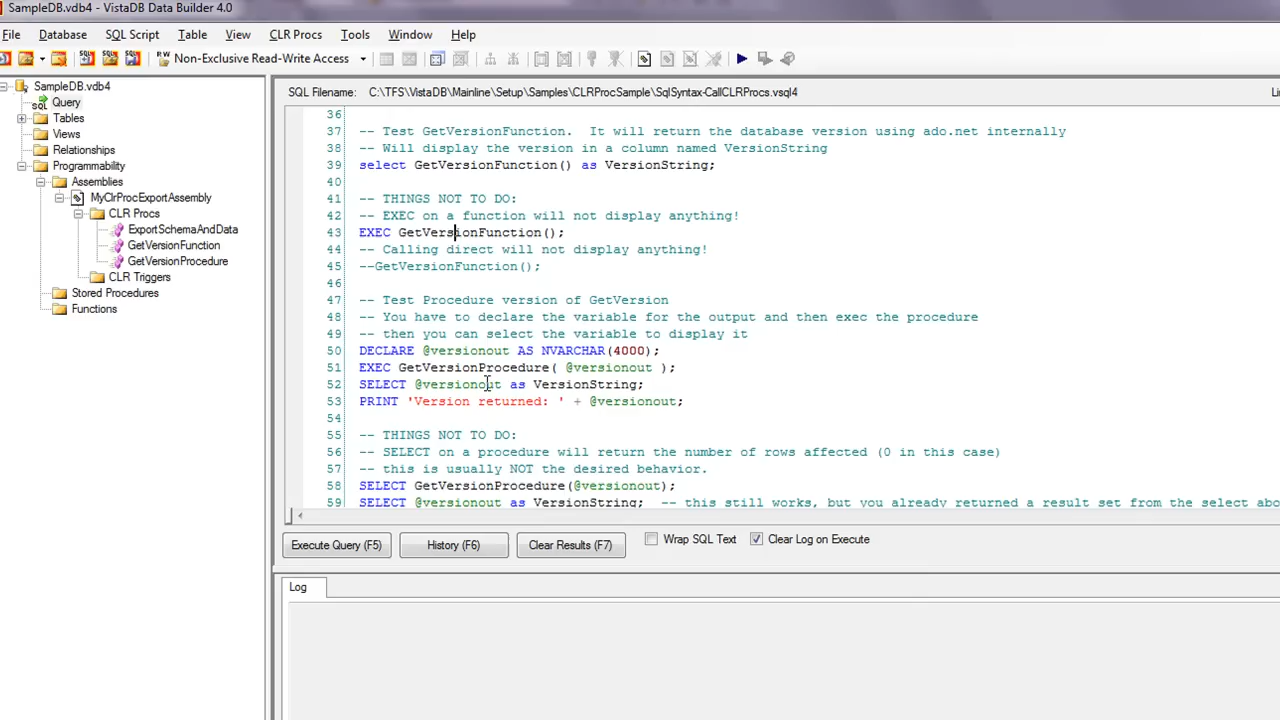 SampleDB.vdb4 - VistaDB Data Builder 4.0
File Database SQL Script Table View CLR Procs Tools Window Help
Non-Exclusive Read-Write Access
SampleDB.vdb4
SQL Query
Tables
Views
Relationships
Programmability
Assemblies
MyClrProcExportAssembly
CLR Procs
ExportSchemaAndData
GetVersionFunction
GetVersionProcedure
CLR Triggers
Stored Procedures
Functions
SQL Filename: C:\TFS\VistaDB\Mainline\Setup\Samples\CLRProcSample\SqlSyntax-CallCLRProcs.vsql4
36
37 -- Test GetVersionFunction.  It will return the database version using ado.net internally
38 -- Will display the version in a column named VersionString
39 select GetVersionFunction() as VersionString;
40
41 -- THINGS NOT TO DO:
42 -- EXEC on a function will not display anything!
43 EXEC GetVersionFunction();
44 -- Calling direct will not display anything!
45 --GetVersionFunction();
46
47 -- Test Procedure version of GetVersion
48 -- You have to declare the variable for the output and then exec the procedure
49 -- then you can select the variable to display it
50 DECLARE @versionout AS NVARCHAR(4000);
51 EXEC GetVersionProcedure( @versionout );
52 SELECT @versionout as VersionString;
53 PRINT 'Version returned: ' + @versionout;
54
55 -- THINGS NOT TO DO:
56 -- SELECT on a procedure will return the number of rows affected (0 in this case)
57 -- this is usually NOT the desired behavior.
58 SELECT GetVersionProcedure(@versionout);
59 SELECT @versionout as VersionString;  -- this still works, but you already returned a result set from the select abo
Execute Query (F5) History (F6) Clear Results (F7) Wrap SQL Text Clear Log on Execute
Log